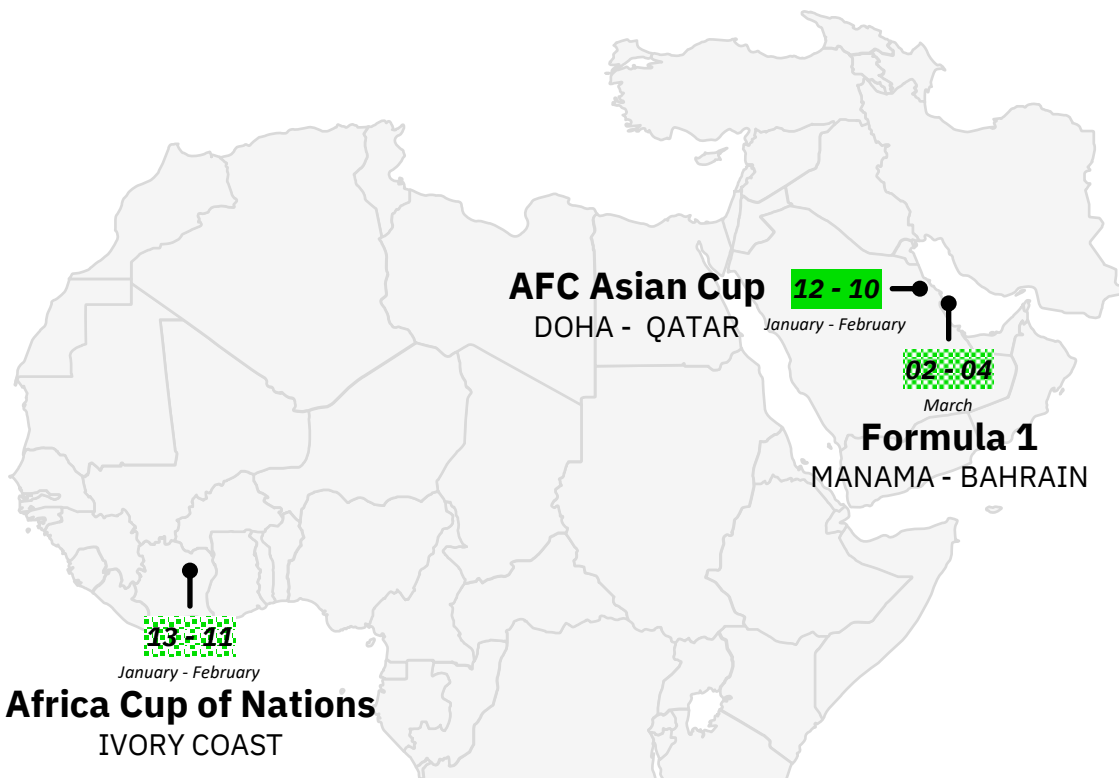 AFC Asian Cup
DOHA - QATAR
12 - 10
January - February
02 - 04
March
Formula 1
MANAMA - BAHRAIN
13 - 11
January - February
Africa Cup of Nations
IVORY COAST